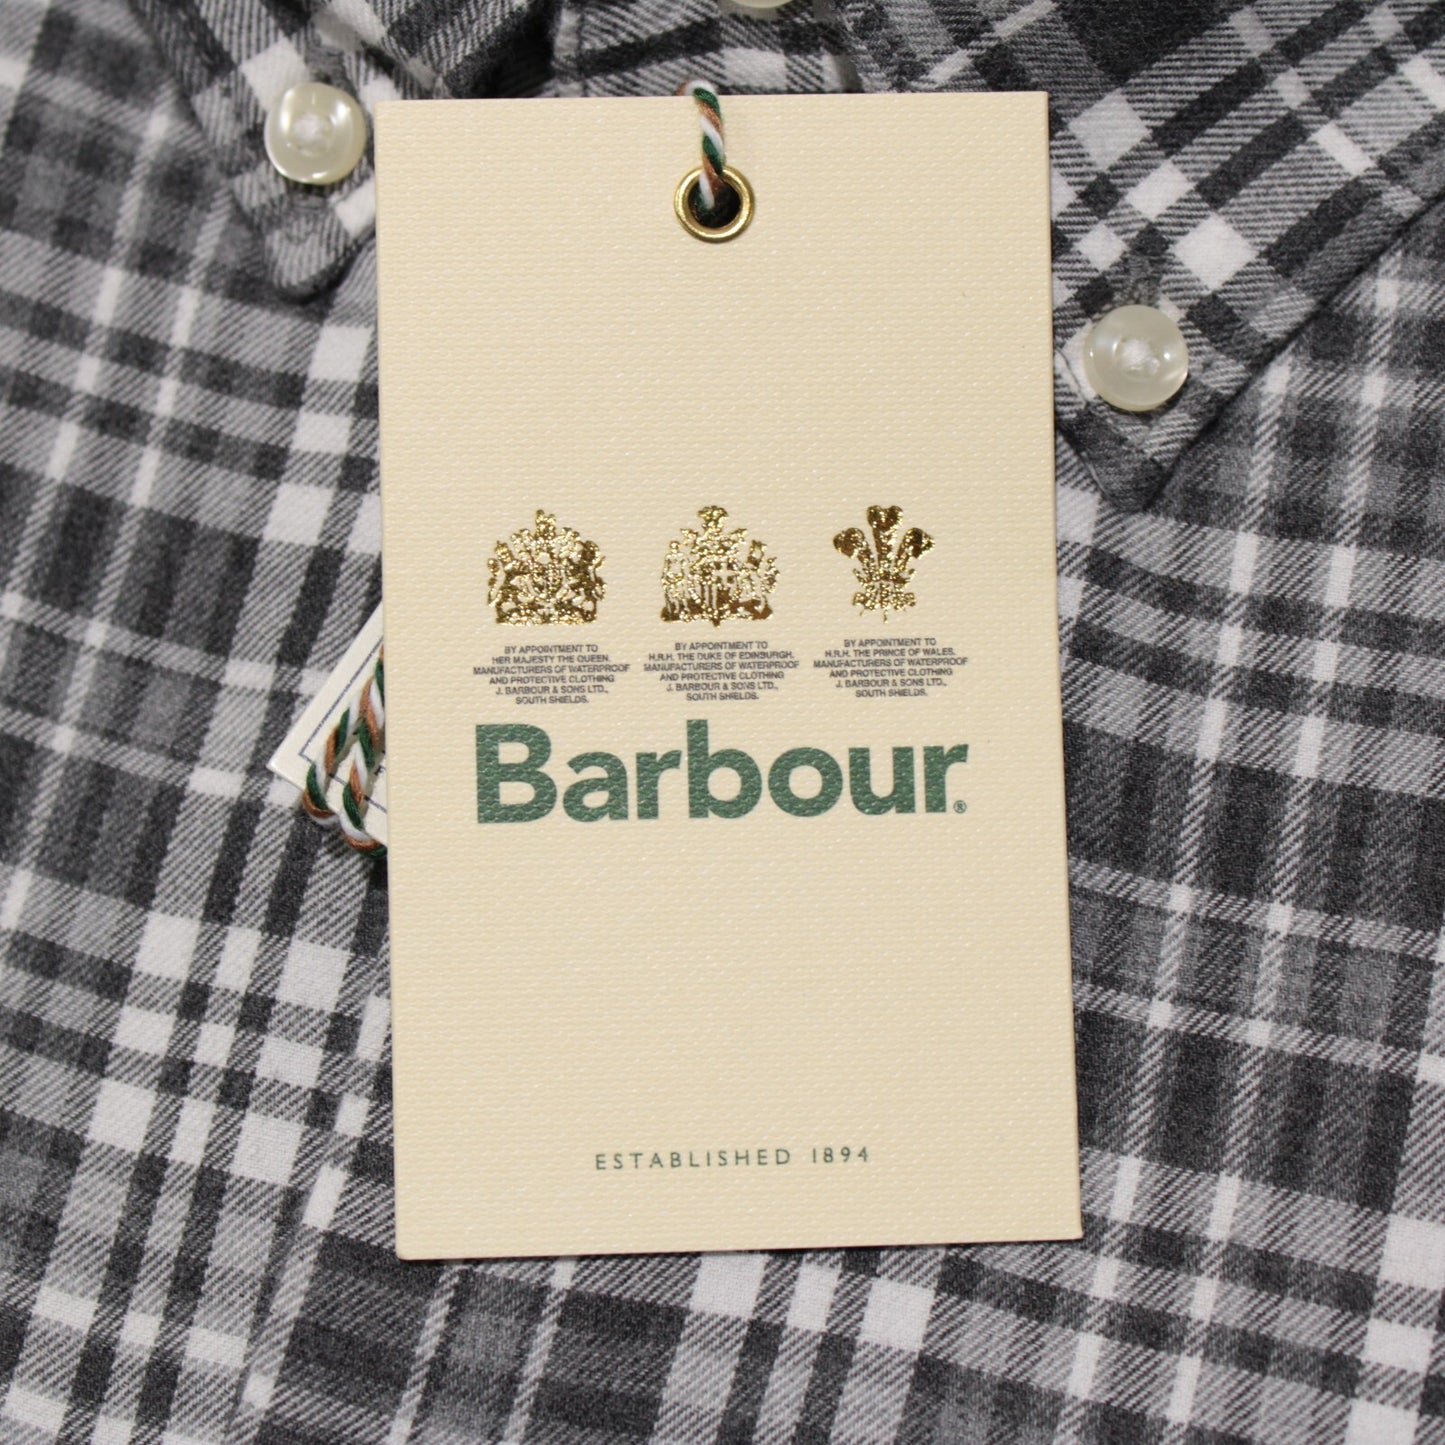 BY APPOINTMENT TO
HER MAJESTY THE QUEEN.
MANUFACTURERS OF WATERPROOF
AND PROTECTIVE CLOTHING
J. BARBOUR & SONS LTD.,
SOUTH SHIELDS.
BY APPOINTMENT TO
H.R.H. THE DUKE OF EDINBURGH.
MANUFACTURERS OF WATERPROOF
AND PROTECTIVE CLOTHING
J. BARBOUR & SONS LTD.,
SOUTH SHIELDS.
BY APPOINTMENT TO
H.R.H. THE PRINCE OF WALES.
MANUFACTURERS OF WATERPROOF
AND PROTECTIVE CLOTHING
J. BARBOUR & SONS LTD.,
SOUTH SHIELDS.
Barbour®
ESTABLISHED 1894